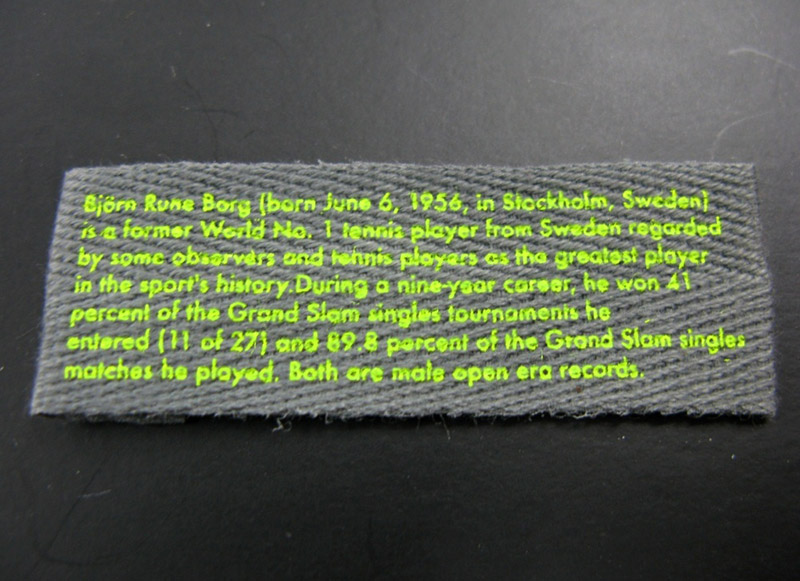 Björn Rune Borg (born June 6, 1956, in Stockholm, Sweden)
is a former World No. 1 tennis player from Sweden regarded
by some observers and tennis players as the greatest player
in the sport's history.During a nine-year career, he won 41
percent of the Grand Slam singles tournaments he
entered (11 of 27) and 89.8 percent of the Grand Slam singles
matches he played. Both are male open era records.